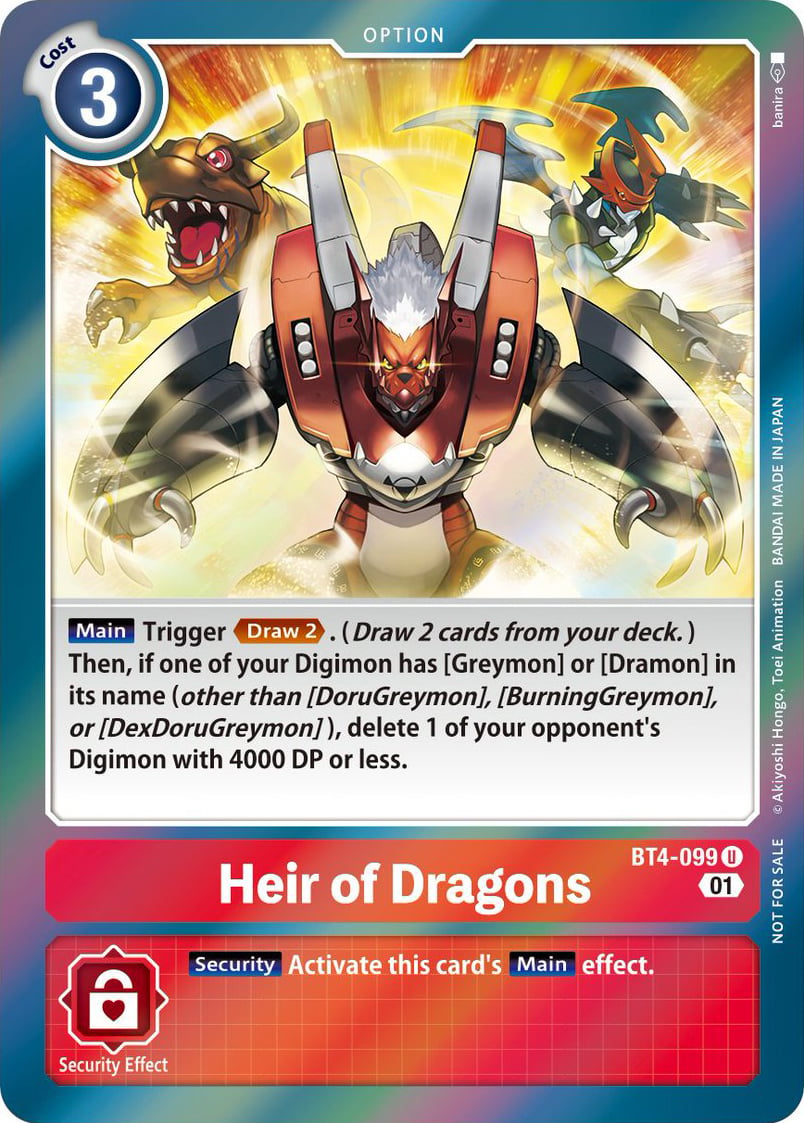 OPTION
Cost
3
banira
Main Trigger Draw 2. (Draw 2 cards from your deck.)
Then, if one of your Digimon has [Greymon] or [Dramon] in
its name (other than [DoruGreymon], [BurningGreymon],
or [DexDoruGreymon]), delete 1 of your opponent's
Digimon with 4000 DP or less.
© Akiyoshi Hongo, Toei Animation BANDAI MADE IN JAPAN
NOT FOR SALE
BT4-099 U
Heir of Dragons
01
Security Activate this card's Main effect.
Security Effect